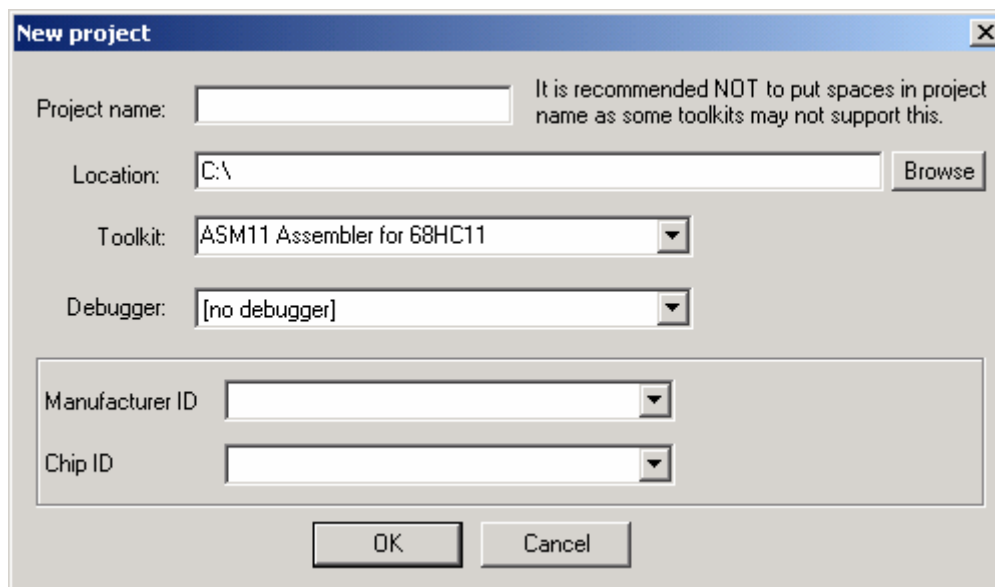 New project
Project name:
It is recommended NOT to put spaces in project
name as some toolkits may not support this.
Location:
C:\
Browse
Toolkit:
ASM11 Assembler for 68HC11
Debugger:
[no debugger]
Manufacturer ID
Chip ID
OK
Cancel